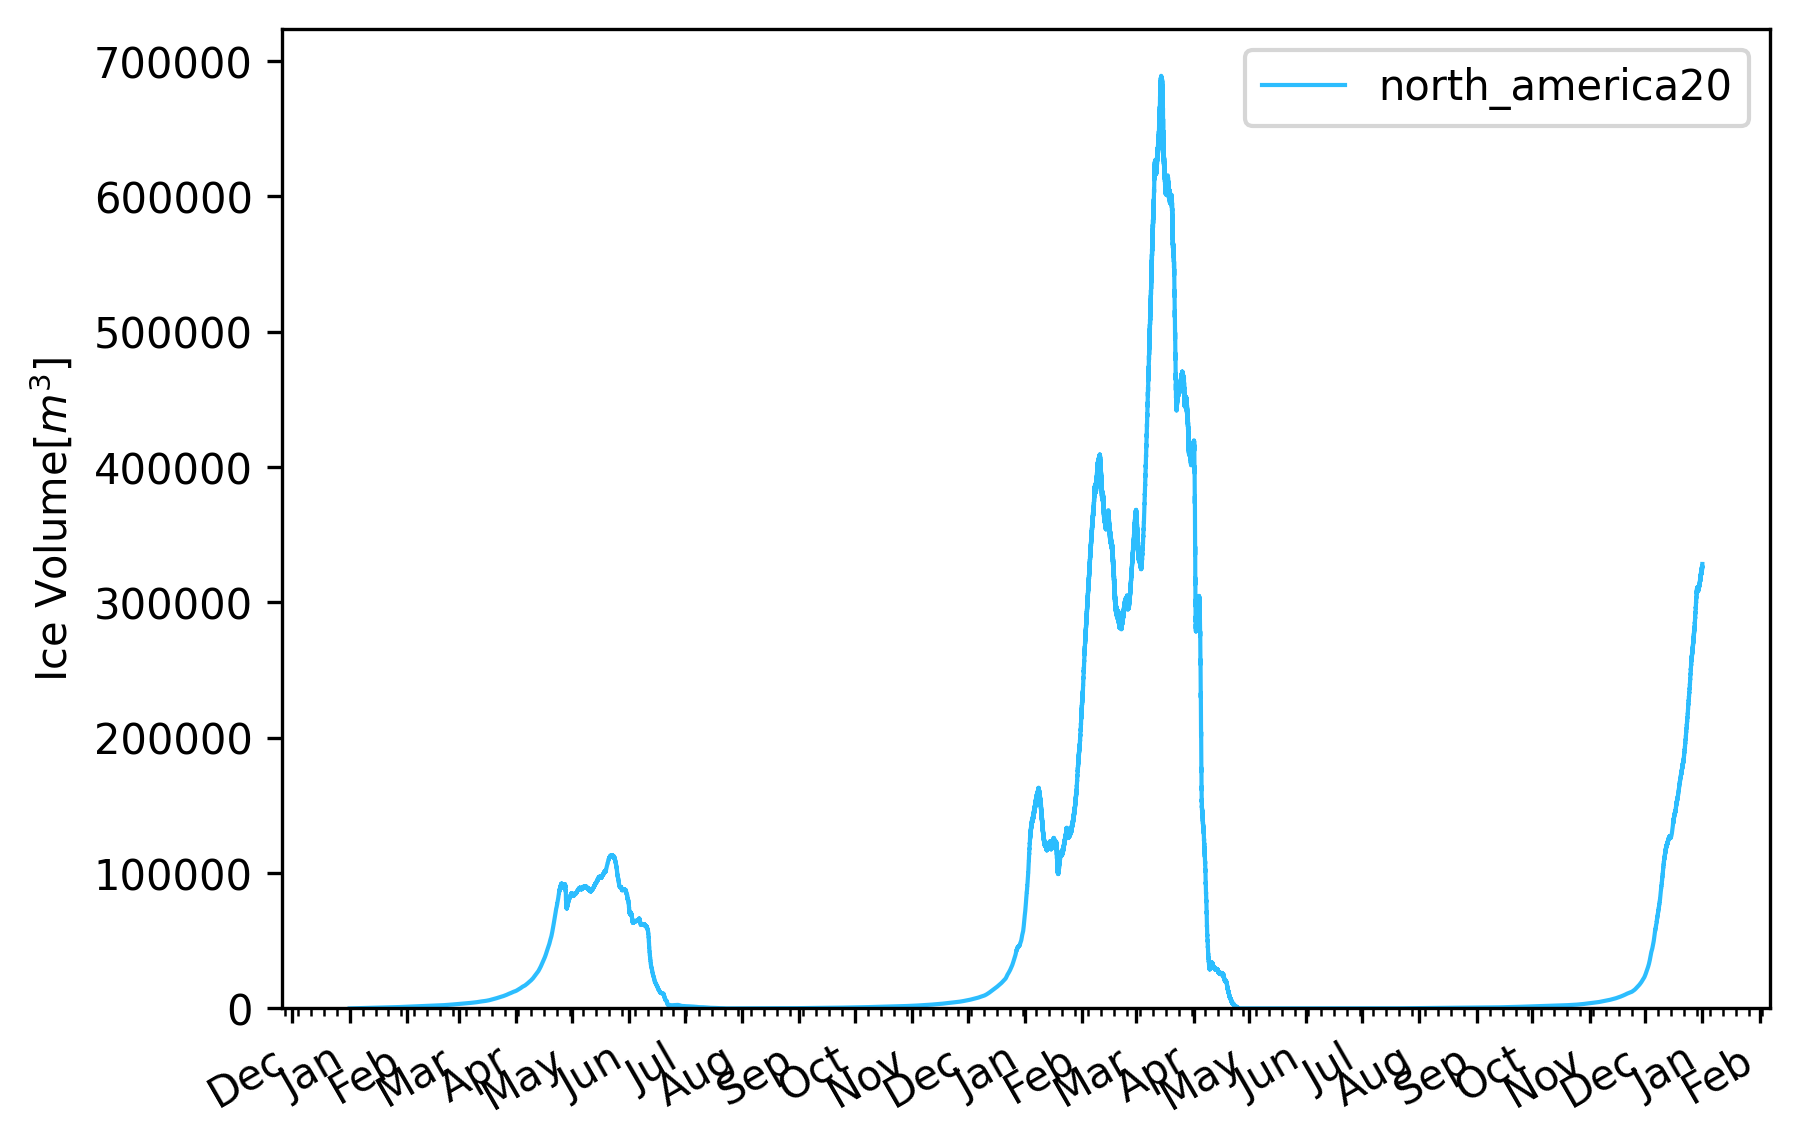 north_america20
Ice Volume[m³]
700000
600000
500000
400000
300000
200000
100000
0
Dec Jan Feb Mar Apr May Jun Jul Aug Sep Oct Nov Dec Jan Feb Mar Apr May Jun Jul Aug Sep Oct Nov Dec Jan Feb